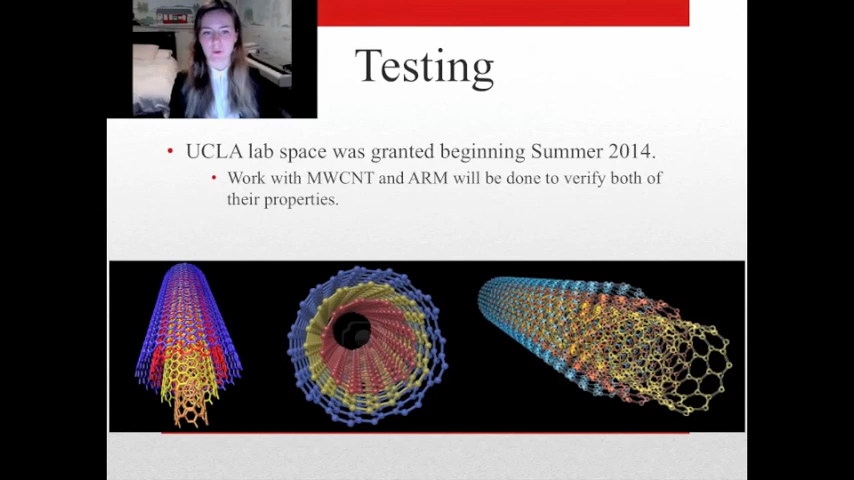 Testing
• UCLA lab space was granted beginning Summer 2014.
• Work with MWCNT and ARM will be done to verify both of
their properties.